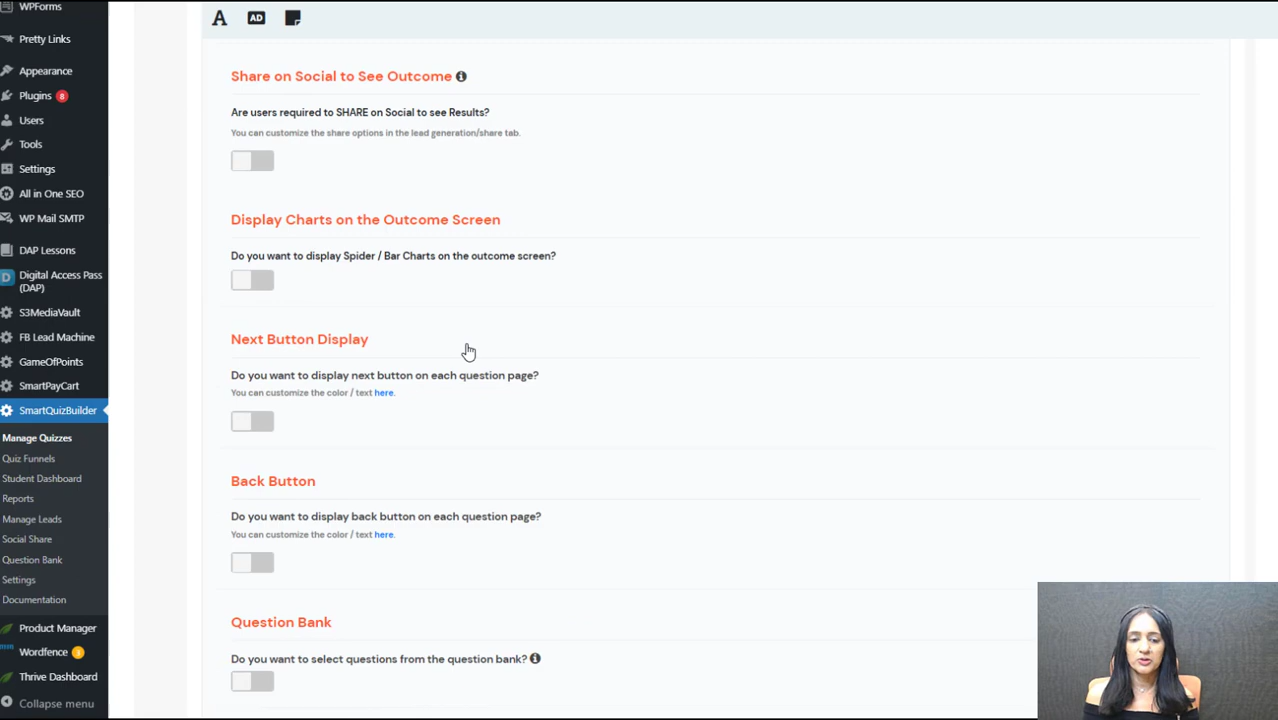 WPForms
Pretty Links
Appearance
Plugins 8
Users
Tools
Settings
All in One SEO
WP Mail SMTP
DAP Lessons
D Digital Access Pass
(DAP)
S3MediaVault
FB Lead Machine
GameOfPoints
SmartPayCart
SmartQuizBuilder
Manage Quizzes
Quiz Funnels
Student Dashboard
Reports
Manage Leads
Social Share
Question Bank
Settings
Documentation
Product Manager
Wordfence 3
Thrive Dashboard
Collapse menu
A AD
Share on Social to See Outcome
Are users required to SHARE on Social to see Results?
You can customize the share options in the lead generation/share tab.
Display Charts on the Outcome Screen
Do you want to display Spider / Bar Charts on the outcome screen?
Next Button Display
Do you want to display next button on each question page?
You can customize the color / text here.
Back Button
Do you want to display back button on each question page?
You can customize the color / text here.
Question Bank
Do you want to select questions from the question bank?